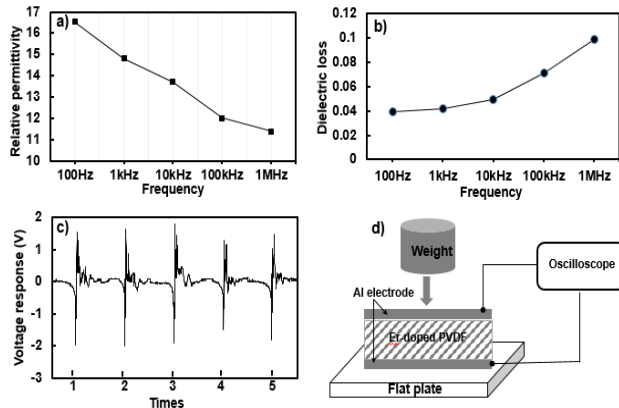 a)
Relative permittivity
17
16
15
14
13
12
11
10
100Hz 1kHz 10kHz 100kHz 1MHz
Frequency
b)
Dielectric loss
0.12
0.1
0.08
0.06
0.04
0.02
0
100Hz 1kHz 10kHz 100kHz 1MHz
Frequency
c)
Voltage response (V)
2
1
0
-1
-2
-3
1 2 3 4 5
Times
d)
Weight
Oscilloscope
Al electrode
Er-doped PVDF
Flat plate